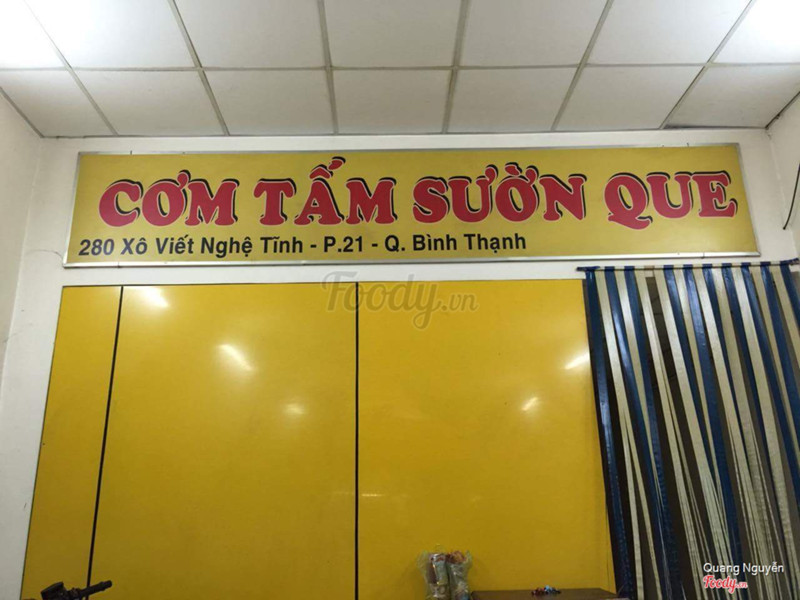 CƠM TẤM SƯỜN QUE
280 Xô Viết Nghệ Tĩnh - P.21 - Q. Bình Thạnh
Foody.vn
Quang Nguyễn
Foody.vn